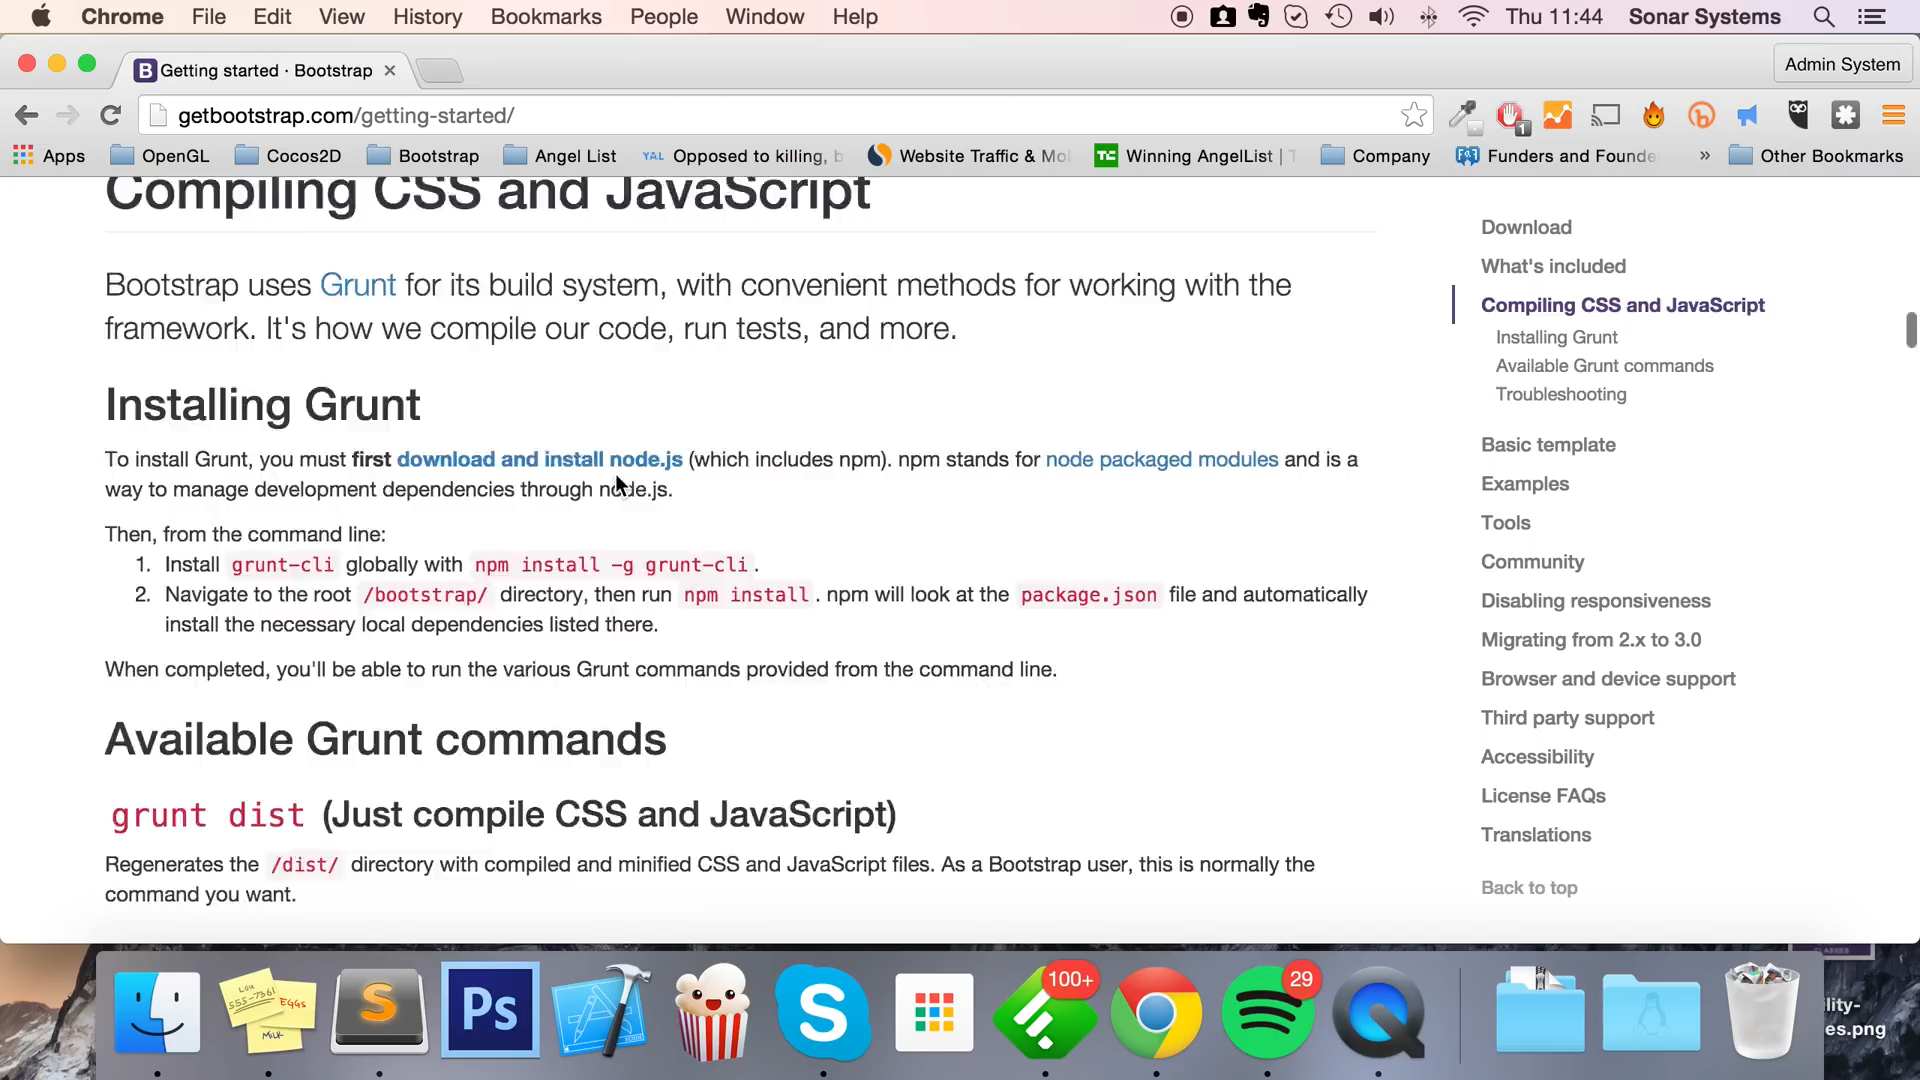 Chrome File Edit View History Bookmarks People Window Help Thu 11:44 Sonar Systems
Getting started · Bootstrap Admin System
getbootstrap.com/getting-started/ 1
Apps OpenGL Cocos2D Bootstrap Angel List YAL Opposed to killing, b Website Traffic & Mo TC Winning AngelList | T Company Funders and Founde » Other Bookmarks
Compiling CSS and JavaScript
Bootstrap uses Grunt for its build system, with convenient methods for working with the
framework. It's how we compile our code, run tests, and more.
Installing Grunt
To install Grunt, you must first download and install node.js (which includes npm). npm stands for node packaged modules and is a
way to manage development dependencies through node.js.
Then, from the command line:
1. Install grunt-cli globally with npm install -g grunt-cli .
2. Navigate to the root /bootstrap/ directory, then run npm install . npm will look at the package.json file and automatically
install the necessary local dependencies listed there.
When completed, you'll be able to run the various Grunt commands provided from the command line.
Available Grunt commands
grunt dist (Just compile CSS and JavaScript)
Regenerates the /dist/ directory with compiled and minified CSS and JavaScript files. As a Bootstrap user, this is normally the
command you want.
Download
What's included
Compiling CSS and JavaScript
Installing Grunt
Available Grunt commands
Troubleshooting
Basic template
Examples
Tools
Community
Disabling responsiveness
Migrating from 2.x to 3.0
Browser and device support
Third party support
Accessibility
License FAQs
Translations
Back to top
Lou
555-7361
EGGS
MILK
S
Ps
S
100+
29
ility-
es.png